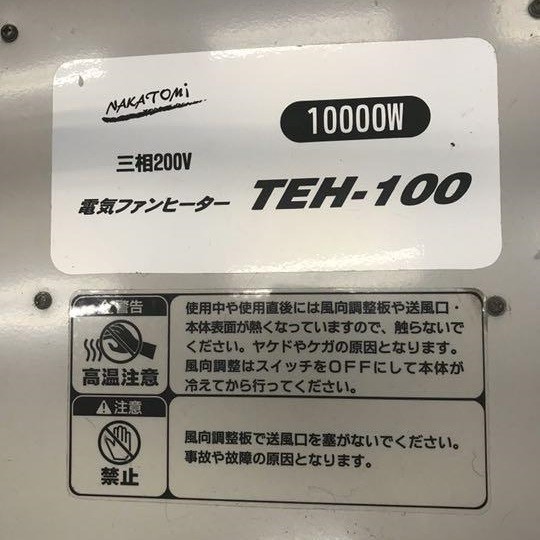 NAKATOMI
10000W
三相200V
電気ファンヒーター TEH-100
警告
高温注意
使用中や使用直後には風向調整板や送風口・
本体表面が熱くなっていますので、触らないで
ください。ヤケドやケガの原因となります。
風向調整はスイッチをOFFにして本体が
冷えてから行ってください。
注意
禁止
風向調整板で送風口を塞がないでください。
事故や故障の原因となります。